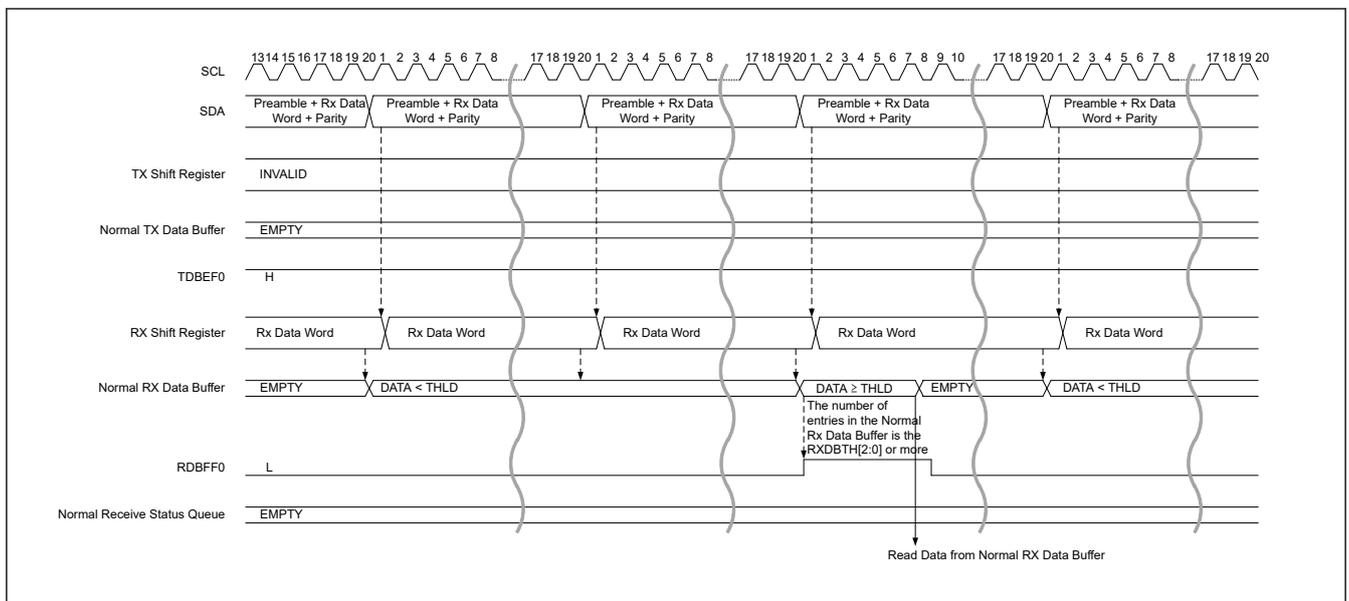 1314 15 16 17 18 19 20 1 2 3 4 5 6 7 8 17 18 19 20 1 2 3 4 5 6 7 8 17 18 19 20 1 2 3 4 5 6 7 8 9 10 17 18 19 20 1 2 3 4 5 6 7 8 17 18 19 20
SCL
SDA
Preamble + Rx Data
Word + Parity
Preamble + Rx Data
Word + Parity
Preamble + Rx Data
Word + Parity
Preamble + Rx Data
Word + Parity
Preamble + Rx Data
Word + Parity
TX Shift Register
INVALID
Normal TX Data Buffer
EMPTY
TDBEF0
H
RX Shift Register
Rx Data Word
Rx Data Word
Rx Data Word
Rx Data Word
Rx Data Word
Normal RX Data Buffer
EMPTY
DATA < THLD
DATA ≥ THLD
EMPTY
DATA < THLD
The number of
entries in the Normal
Rx Data Buffer is the
RXDBTH[2:0] or more
RDBFF0
L
Normal Receive Status Queue
EMPTY
Read Data from Normal RX Data Buffer